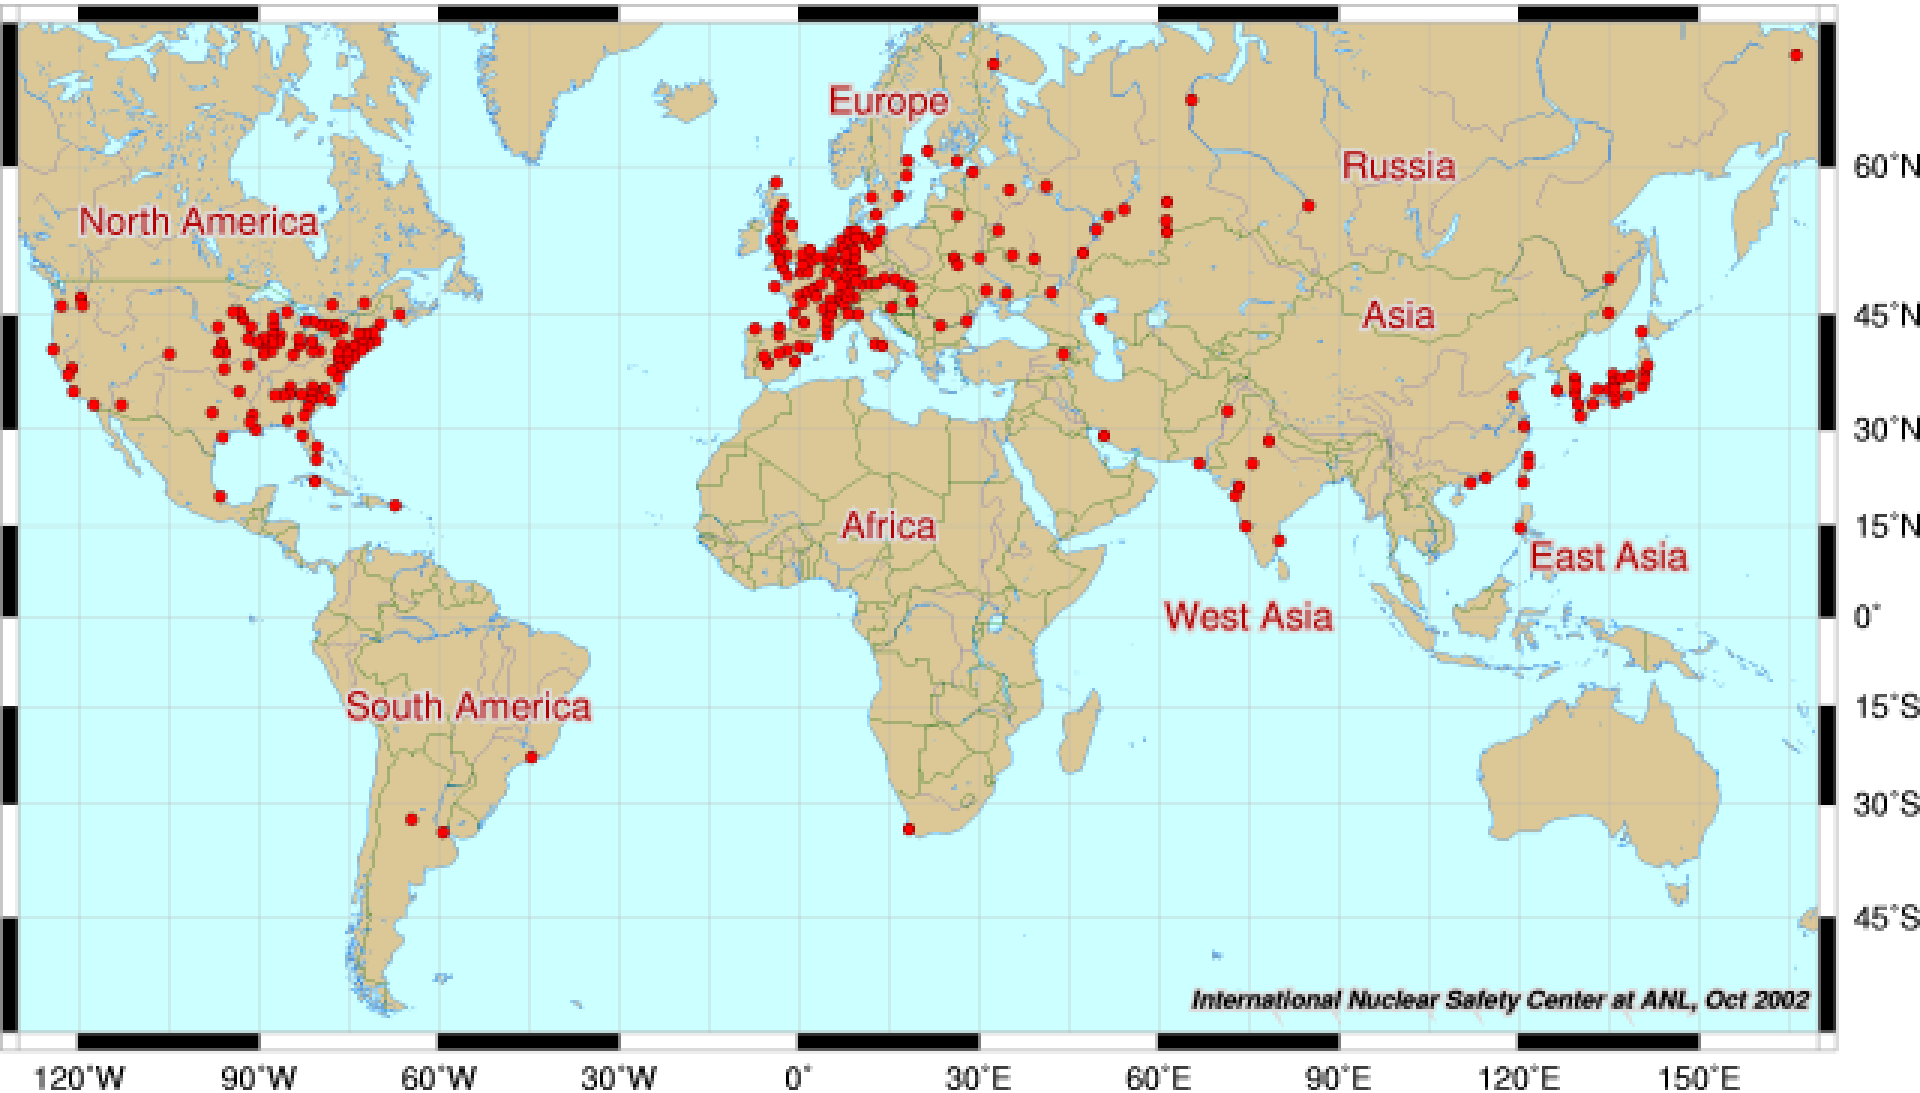 Europe
Russia
60°N
North America
Asia
45°N
30°N
Africa
15°N
East Asia
West Asia
0°
South America
15°S
30°S
45°S
International Nuclear Safety Center at ANL, Oct 2002
120°W 90°W 60°W 30°W 0° 30°E 60°E 90°E 120°E 150°E